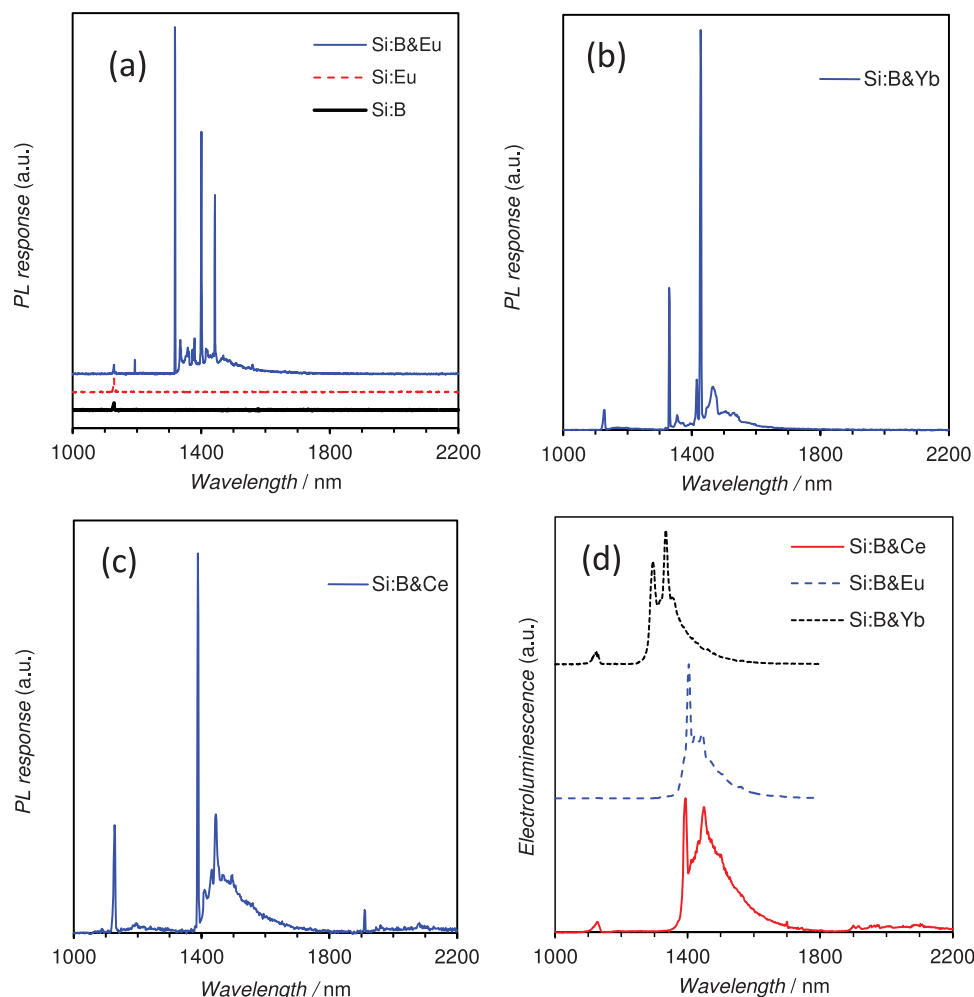 (a)
Si:B&Eu
Si:Eu
Si:B
PL response (a.u.)
1000 1400 1800 2200
Wavelength / nm
(b)
Si:B&Yb
PL response (a.u.)
1000 1400 1800 2200
Wavelength / nm
(c)
Si:B&Ce
PL response (a.u.)
1000 1400 1800 2200
Wavelength / nm
(d)
Si:B&Ce
Si:B&Eu
Si:B&Yb
Electroluminescence (a.u.)
1000 1400 1800 2200
Wavelength / nm